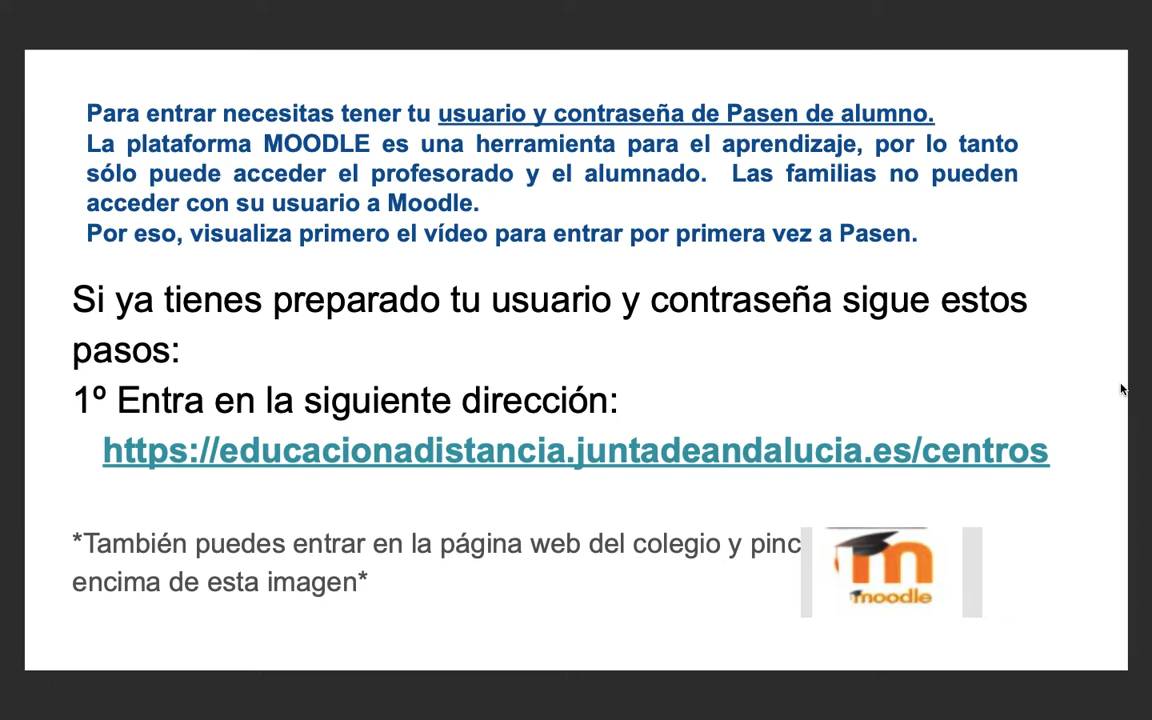 Para entrar necesitas tener tu usuario y contraseña de Pasen de alumno.
La plataforma MOODLE es una herramienta para el aprendizaje, por lo tanto
sólo puede acceder el profesorado y el alumnado. Las familias no pueden
acceder con su usuario a Moodle.
Por eso, visualiza primero el vídeo para entrar por primera vez a Pasen.
Si ya tienes preparado tu usuario y contraseña sigue estos
pasos:
1º Entra en la siguiente dirección:
https://educacionadistancia.juntadeandalucia.es/centros
*También puedes entrar en la página web del colegio y pinc
encima de esta imagen*
m
moodle